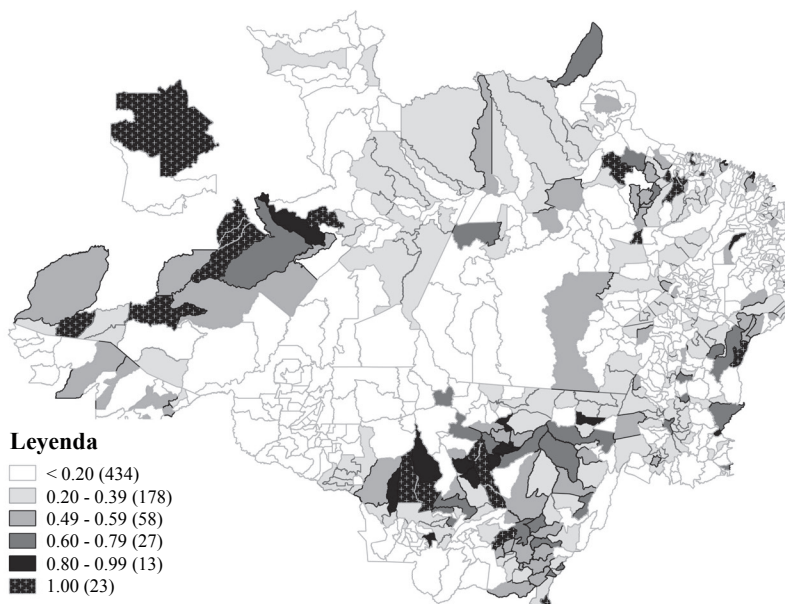 Leyenda
< 0.20 (434)
0.20 - 0.39 (178)
0.49 - 0.59 (58)
0.60 - 0.79 (27)
0.80 - 0.99 (13)
1.00 (23)